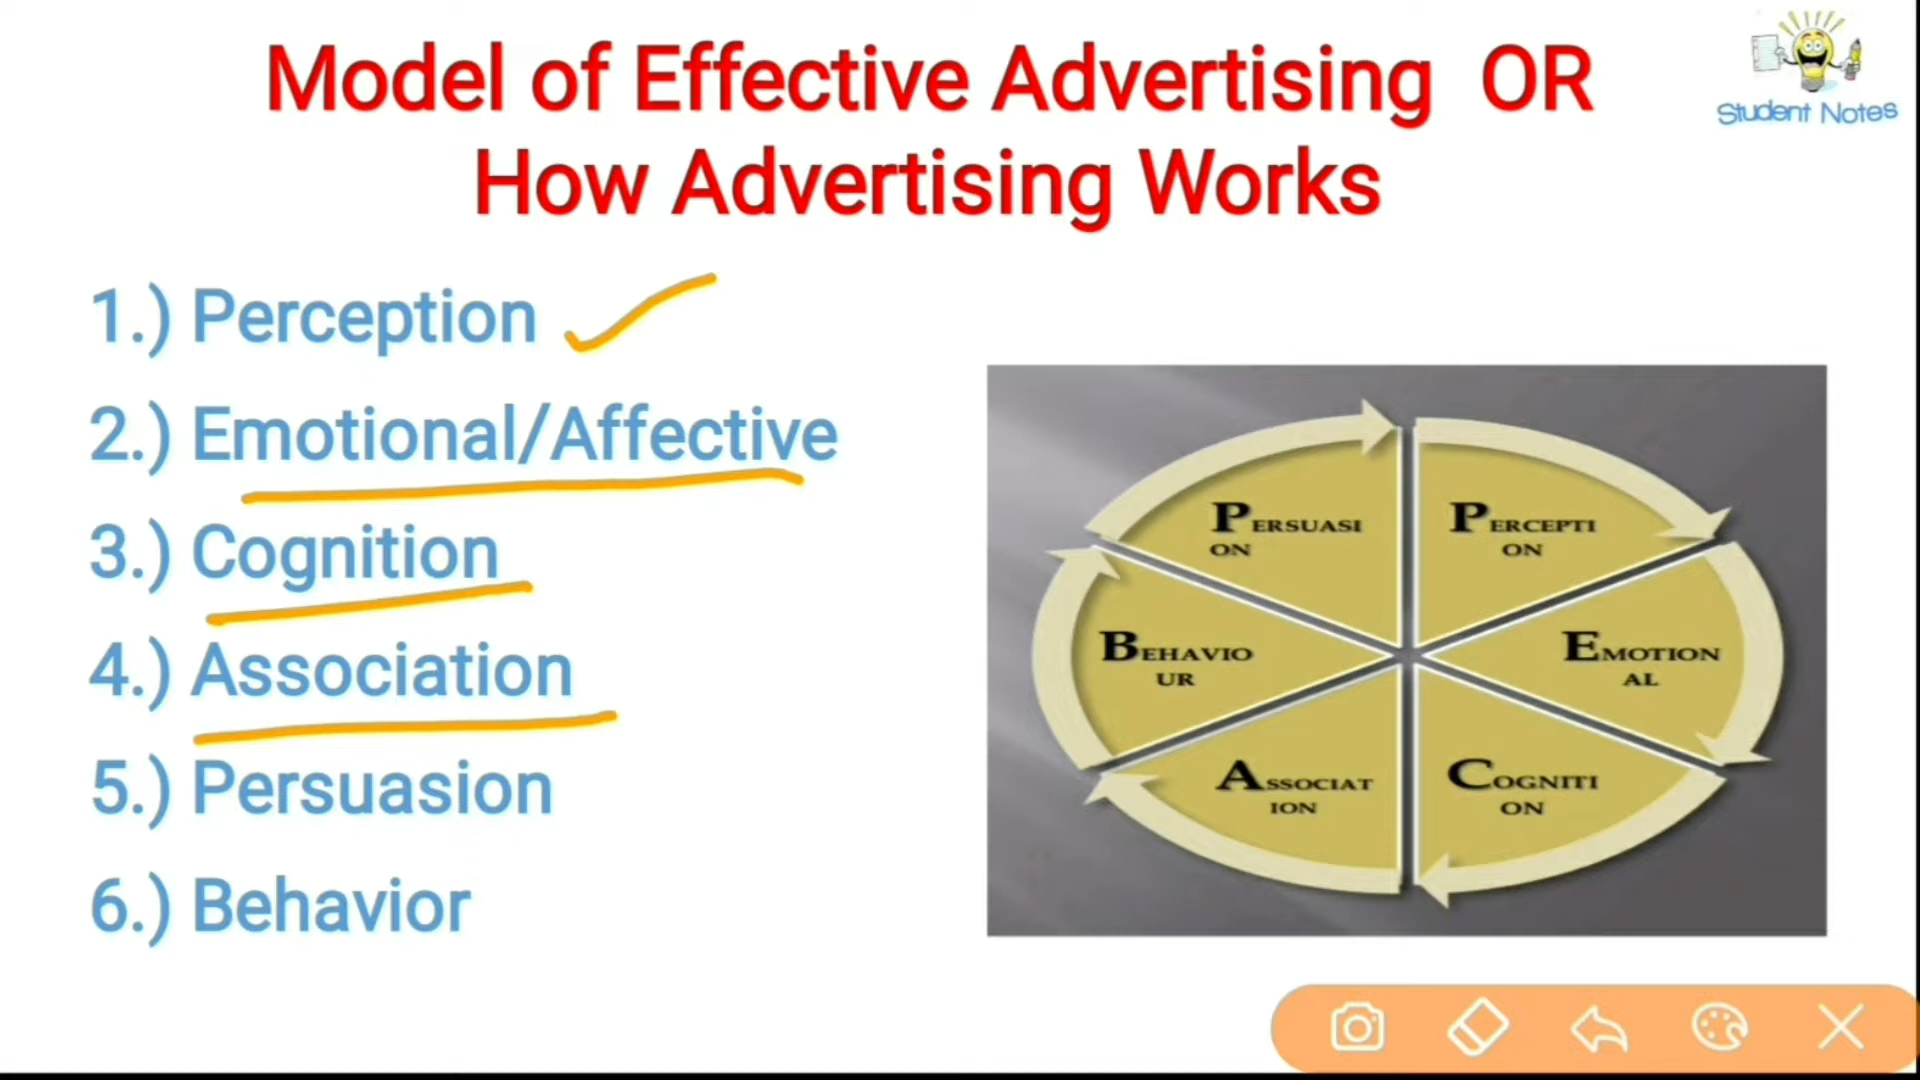 Model of Effective Advertising OR
How Advertising Works
Student Notes
1.) Perception
2.) Emotional/Affective
3.) Cognition
4.) Association
5.) Persuasion
6.) Behavior
PERSUASI
ON
PERCEPTI
ON
BEHAVIO
UR
EMOTION
AL
ASSOCIAT
ION
COGNITI
ON